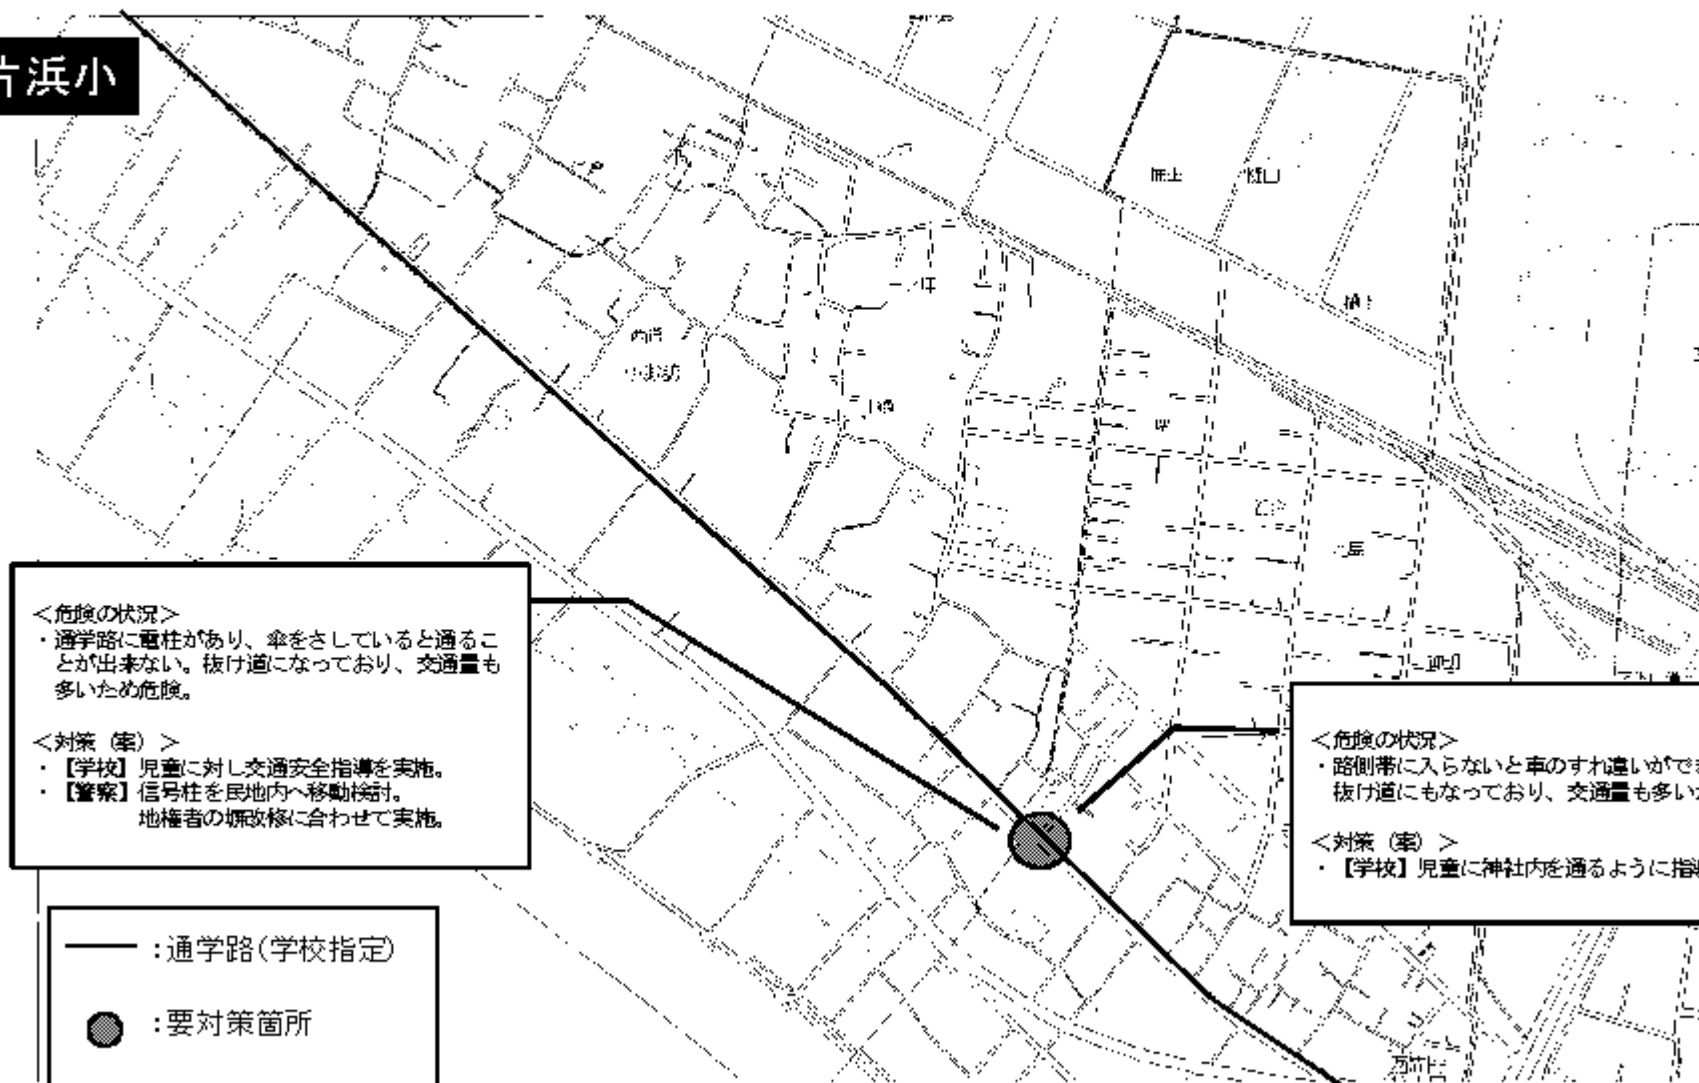 片浜小
＜危険の状況＞
・通学路に電柱があり、傘をさしていると通るこ
とが出来ない。抜け道になっており、交通量も
多いため危険。
＜対策（案）＞
・【学校】児童に対し交通安全指導を実施。
・【警察】信号柱を民地内へ移動検討。
地権者の塀改修に合わせて実施。
＜危険の状況＞
・路側帯に入らないと車のすれ違いができ
抜け道にもなっており、交通量も多い
＜対策（案）＞
・【学校】児童に神社内を通るように指
：通学路(学校指定)
：要対策箇所